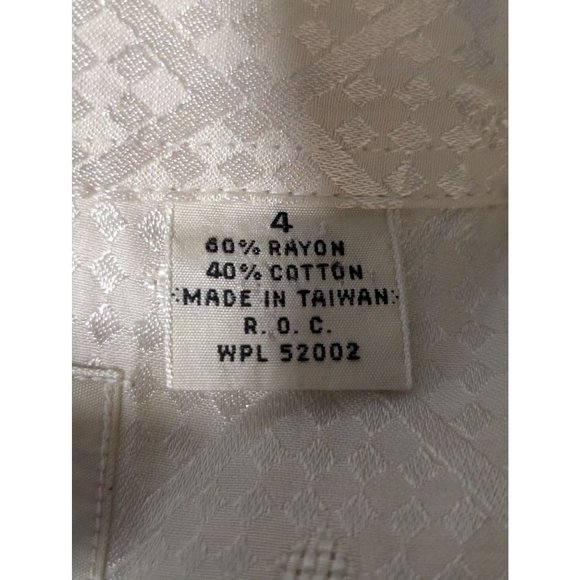 4
60% RAYON
40% COTTON
MADE IN TAIWAN
R. O. C.
WPL 52002